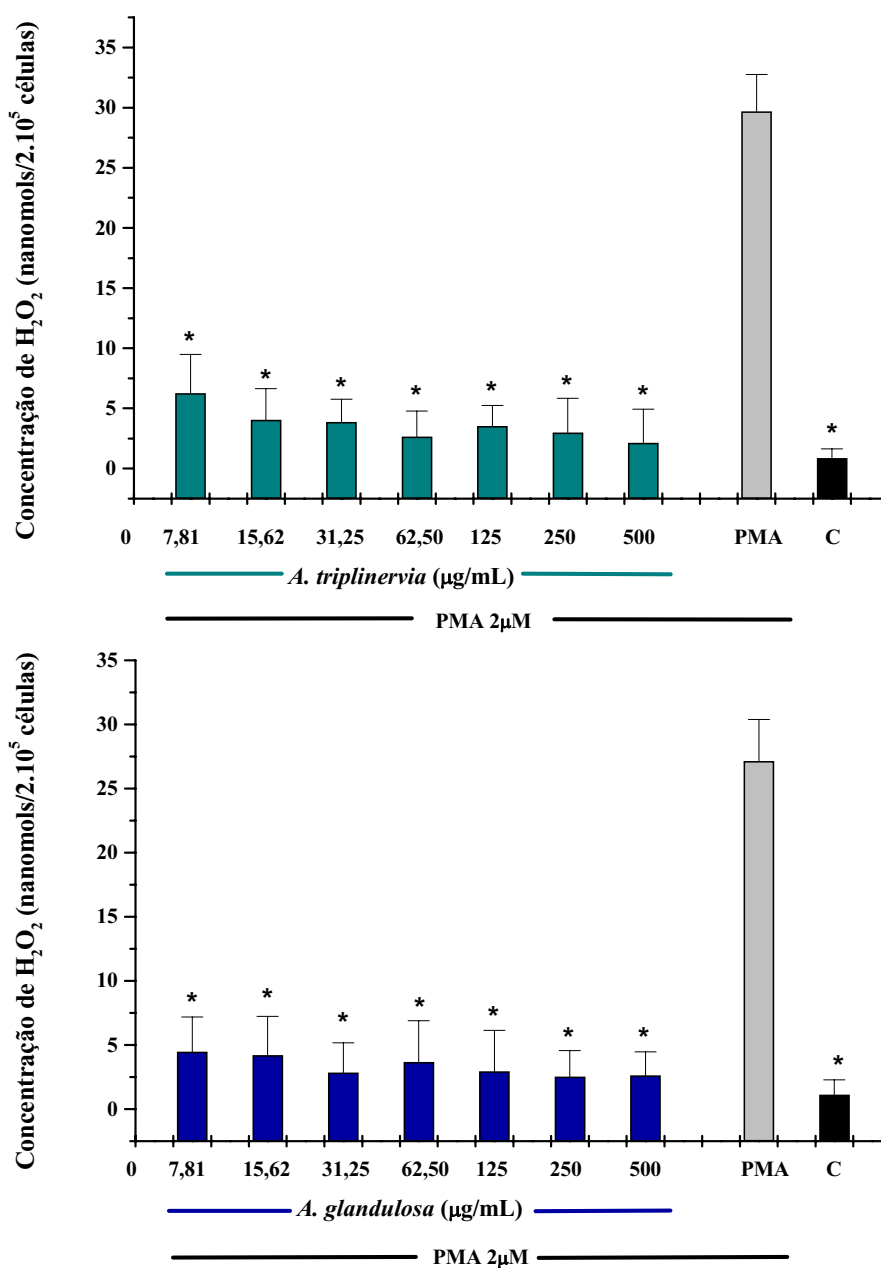 Concentração de H₂O₂ (nanomols/2.10⁵ células)
35
30
25
20
15
10
5
0
* * * * * * * *
0 7,81 15,62 31,25 62,50 125 250 500 PMA C
A. triplinervia (µg/mL)
PMA 2µM
Concentração de H₂O₂ (nanomols/2.10⁵ células)
35
30
25
20
15
10
5
0
* * * * * * * *
0 7,81 15,62 31,25 62,50 125 250 500 PMA C
A. glandulosa (µg/mL)
PMA 2µM